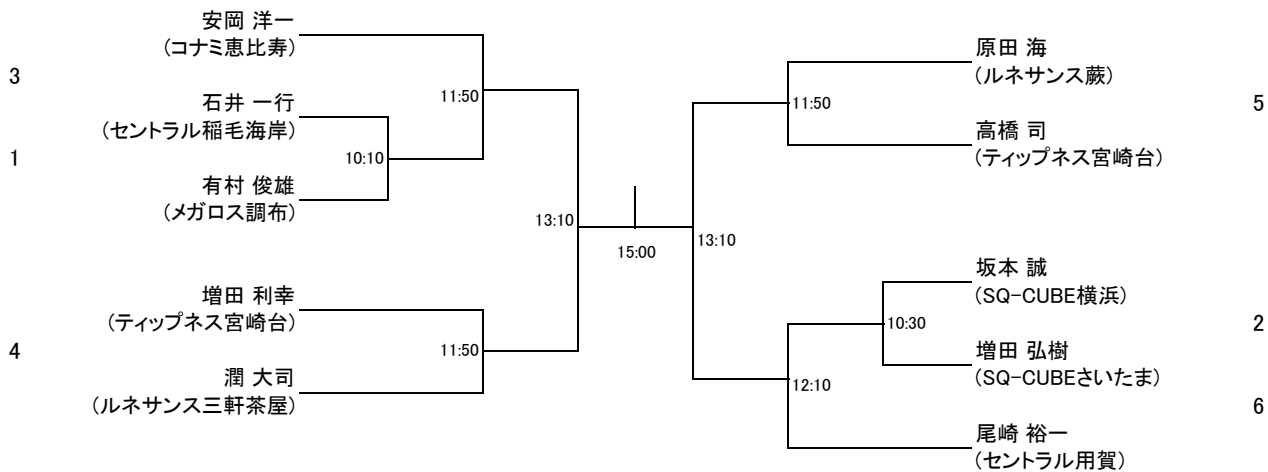 安岡 洋一
(コナミ恵比寿)
3
11:50
石井 一行
(セントラル稲毛海岸)
1
10:10
有村 俊雄
(メガロス調布)
13:10
増田 利幸
(ティップネス宮崎台)
4
11:50
潤 大司
(ルネサンス三軒茶屋)
15:00
原田 海
(ルネサンス蕨)
11:50
5
高橋 司
(ティップネス宮崎台)
13:10
坂本 誠
(SQ-CUBE横浜)
10:30
2
増田 弘樹
(SQ-CUBEさいたま)
12:10
6
尾崎 裕一
(セントラル用賀)